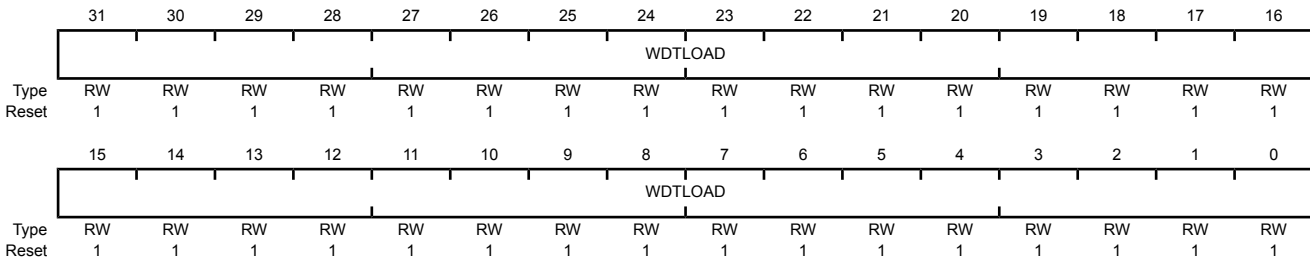 31 30 29 28 27 26 25 24 23 22 21 20 19 18 17 16
WDTLOAD
Type RW RW RW RW RW RW RW RW RW RW RW RW RW RW RW RW
Reset 1 1 1 1 1 1 1 1 1 1 1 1 1 1 1 1
15 14 13 12 11 10 9 8 7 6 5 4 3 2 1 0
WDTLOAD
Type RW RW RW RW RW RW RW RW RW RW RW RW RW RW RW RW
Reset 1 1 1 1 1 1 1 1 1 1 1 1 1 1 1 1